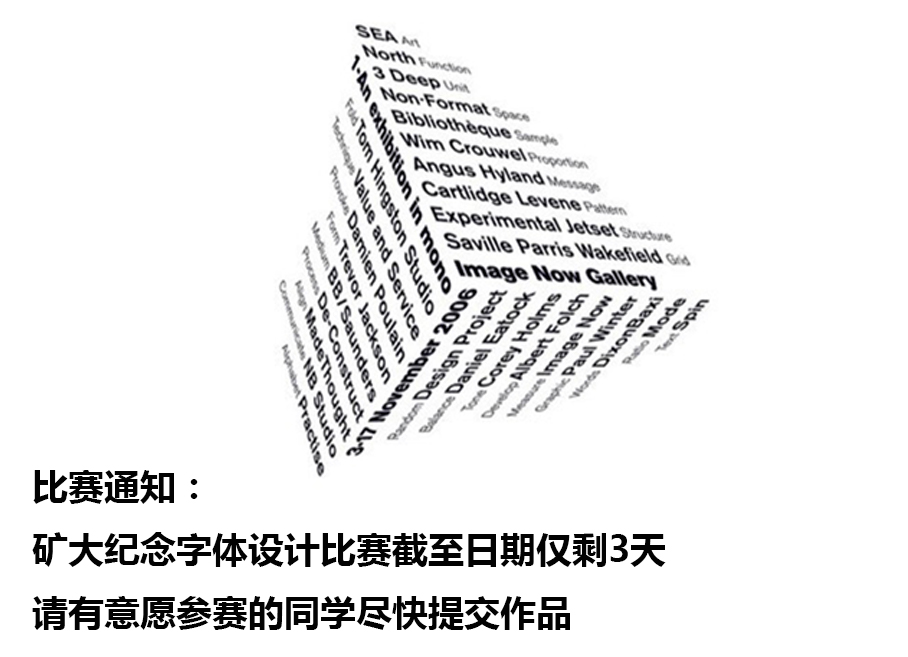 SEA Art
North Function
3 Deep Unit
Non-Format Space
Bibliothèque Sample
Wim Crouwel Proportion
Angus Hyland Message
Cartlidge Levene Pattern
Experimental Jetset Structure
Saville Parris Wakefield Grid
Image Now Gallery
1·An exhibition in mono
Fold Tom Hingston Studio
Technique Value and Service
Provoke Damien Poulain
Form Trevor Jackson
Medium BB/Saunders
Process De-Construct
Align MadeThought
Communicate NB Studio
Alphabet Practise
3-17 November 2006
Random Design Project
Balance Daniel Eatock
Tone Corey Holms
Develop Albert Folch
Measure Image Now
Graphic Paul Winter
Words DixonBaxi
Ratio Mode
Text Spin
比赛通知：
矿大纪念字体设计比赛截至日期仅剩3天
请有意愿参赛的同学尽快提交作品